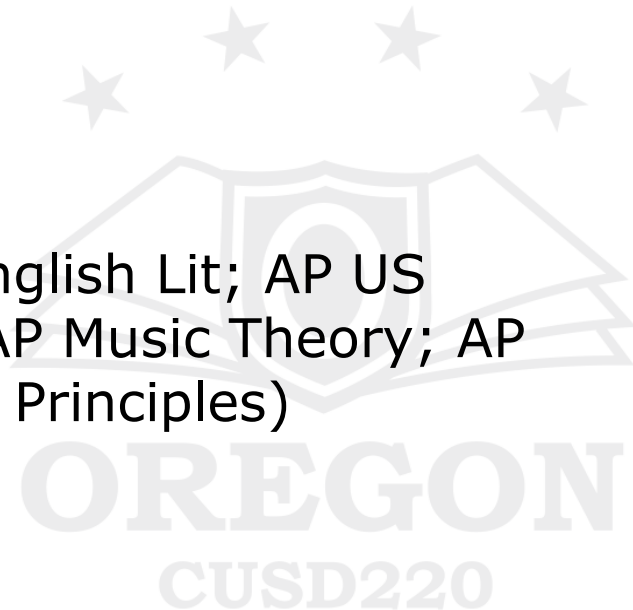 nglish Lit; AP US
AP Music Theory; AP
Principles)
OREGON
CUSD220